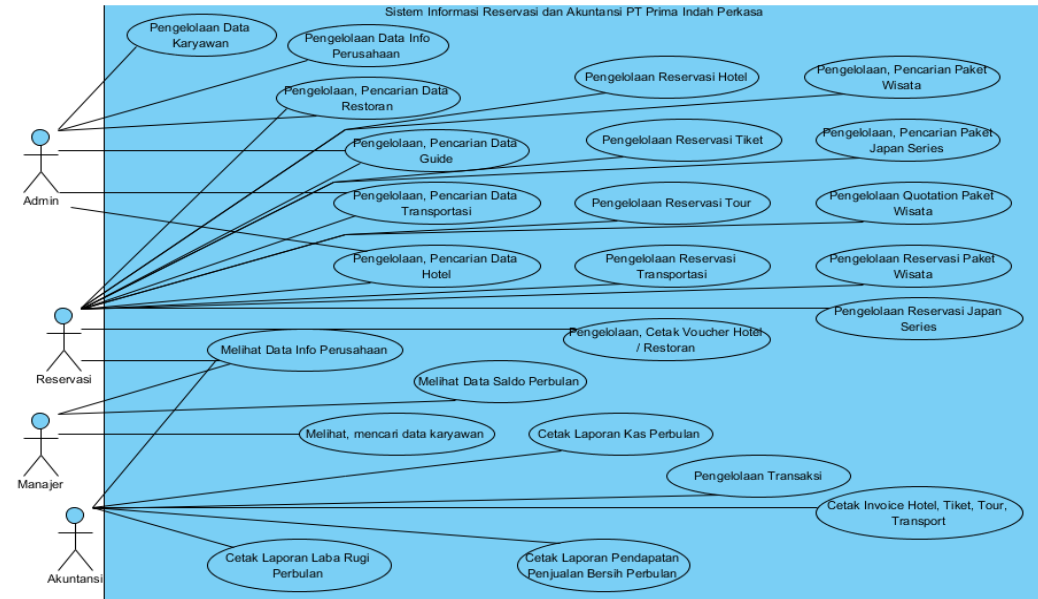 Sistem Informasi Reservasi dan Akuntansi PT Prima Indah Perkasa
Pengelolaan Data
Karyawan
Pengelolaan Data Info
Perusahaan
Pengelolaan, Pencarian Data
Restoran
Pengelolaan Reservasi Hotel
Pengelolaan, Pencarian Paket
Wisata
Pengelolaan, Pencarian Data
Guide
Pengelolaan Reservasi Tiket
Pengelolaan, Pencarian Paket
Japan Series
Admin
Pengelolaan, Pencarian Data
Transportasi
Pengelolaan Reservasi Tour
Pengelolaan Quotation Paket
Wisata
Pengelolaan, Pencarian Data
Hotel
Pengelolaan Reservasi
Transportasi
Pengelolaan Reservasi Paket
Wisata
Pengelolaan Reservasi Japan
Series
Reservasi
Melihat Data Info Perusahaan
Pengelolaan, Cetak Voucher Hotel
/ Restoran
Melihat Data Saldo Perbulan
Manajer
Melihat, mencari data karyawan
Cetak Laporan Kas Perbulan
Pengelolaan Transaksi
Cetak Invoice Hotel, Tiket, Tour,
Transport
Akuntansi
Cetak Laporan Laba Rugi
Perbulan
Cetak Laporan Pendapatan
Penjualan Bersih Perbulan